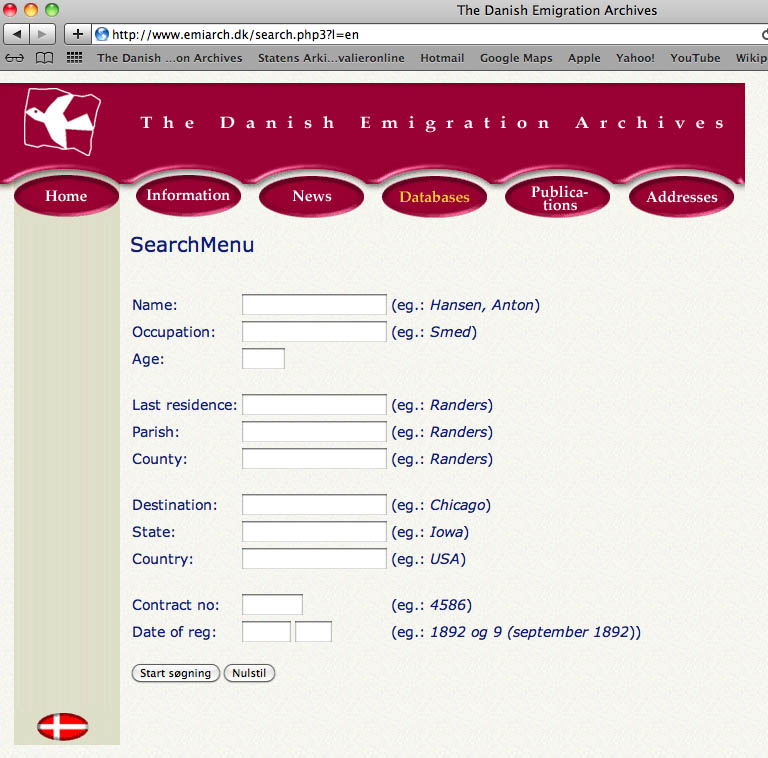 The Danish Emigration Archives
http://www.emiarch.dk/search.php3?l=en
The Danish ...on Archives Statens Arki...valieronline Hotmail Google Maps Apple Yahoo! YouTube Wikip
The Danish Emigration Archives
Home Information News Databases Publica-tions Addresses
SearchMenu
Name: (eg.: Hansen, Anton)
Occupation: (eg.: Smed)
Age:
Last residence: (eg.: Randers)
Parish: (eg.: Randers)
County: (eg.: Randers)
Destination: (eg.: Chicago)
State: (eg.: Iowa)
Country: (eg.: USA)
Contract no: (eg.: 4586)
Date of reg: (eg.: 1892 og 9 (september 1892))
Start søgning Nulstil